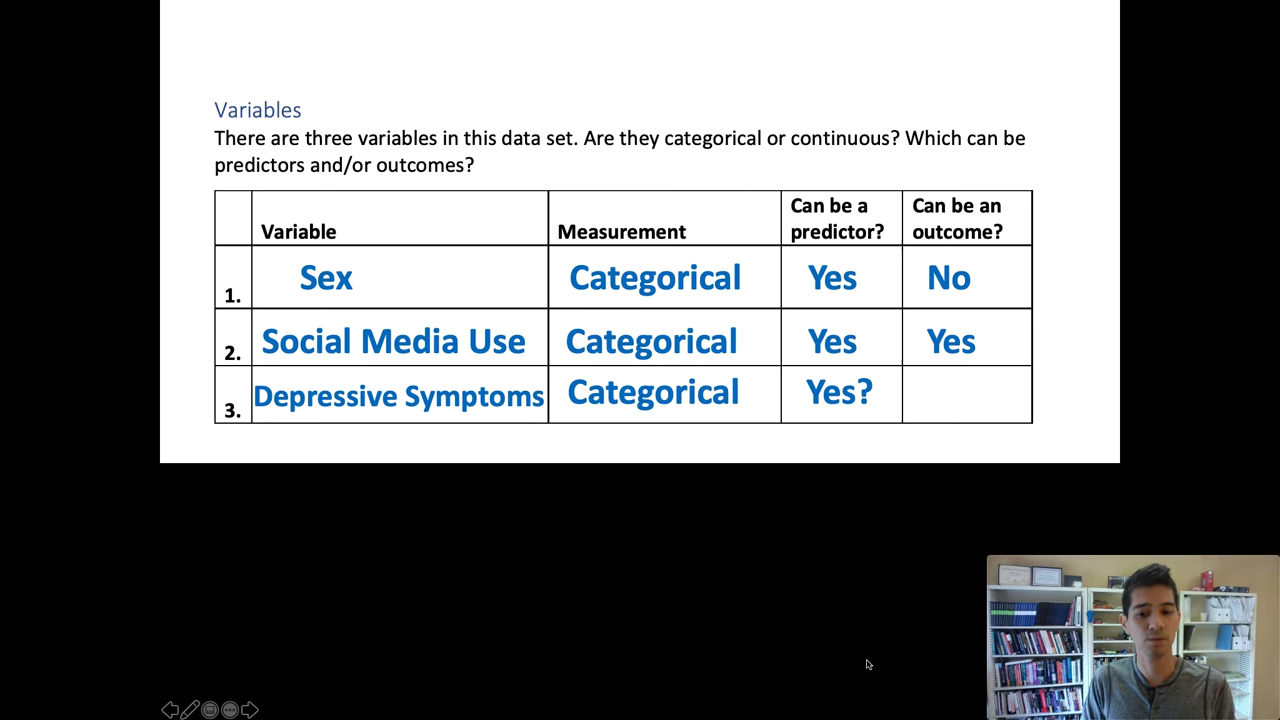 Variables
There are three variables in this data set. Are they categorical or continuous? Which can be
predictors and/or outcomes?
Variable Measurement Can be a predictor? Can be an outcome?
1. Sex Categorical Yes No
2. Social Media Use Categorical Yes Yes
3. Depressive Symptoms Categorical Yes?